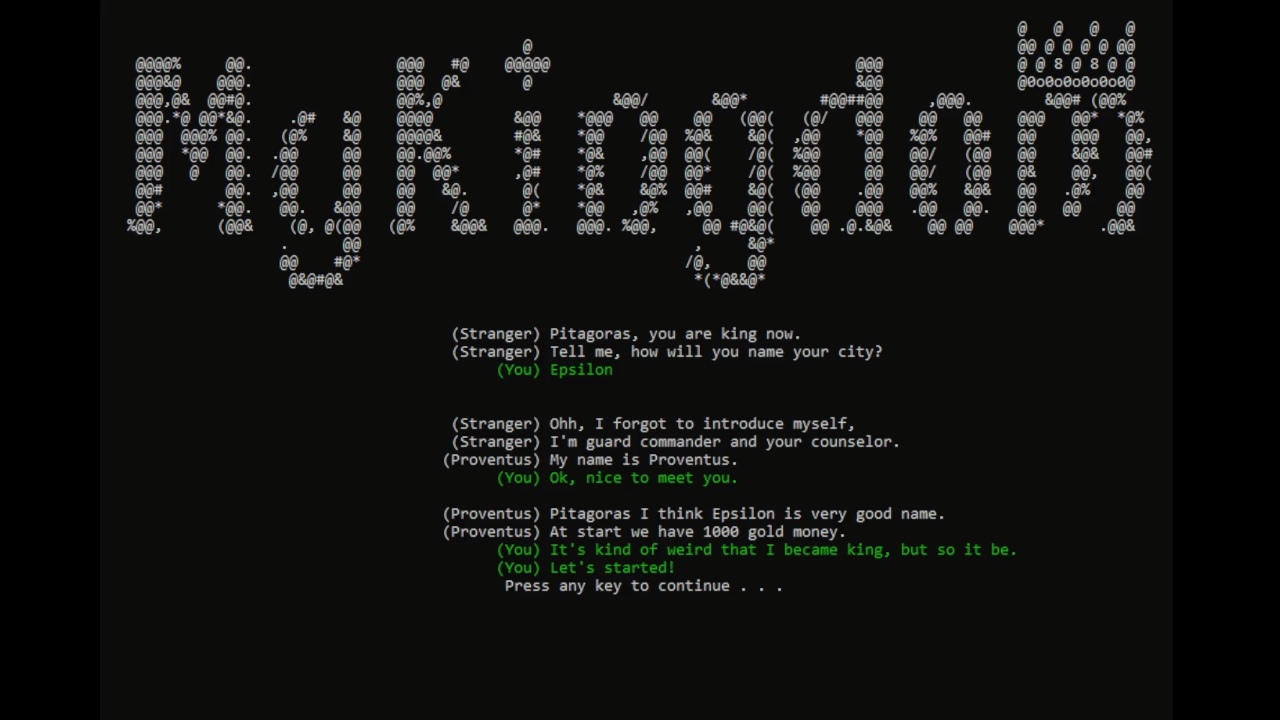 MyKingdom
(Stranger) Pitagoras, you are king now.
(Stranger) Tell me, how will you name your city?
(You) Epsilon
(Stranger) Ohh, I forgot to introduce myself,
(Stranger) I'm guard commander and your counselor.
(Proventus) My name is Proventus.
(You) Ok, nice to meet you.
(Proventus) Pitagoras I think Epsilon is very good name.
(Proventus) At start we have 1000 gold money.
(You) It's kind of weird that I became king, but so it be.
(You) Let's started!
Press any key to continue . . .